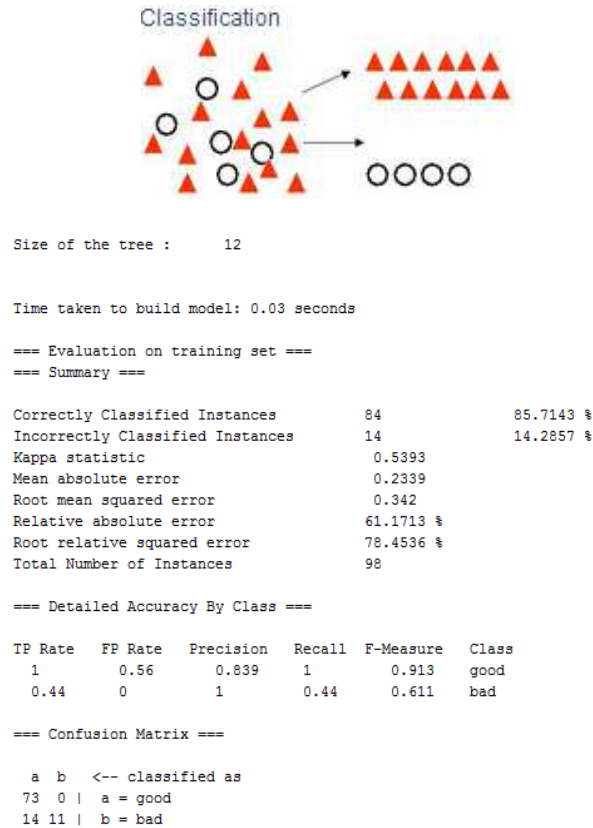 Classification
Size of the tree : 12
Time taken to build model: 0.03 seconds
=== Evaluation on training set ===
=== Summary ===
Correctly Classified Instances 84 85.7143 %
Incorrectly Classified Instances 14 14.2857 %
Kappa statistic 0.5393
Mean absolute error 0.2339
Root mean squared error 0.342
Relative absolute error 61.1713 %
Root relative squared error 78.4536 %
Total Number of Instances 98
=== Detailed Accuracy By Class ===
TP Rate FP Rate Precision Recall F-Measure Class
1 0.56 0.839 1 0.913 good
0.44 0 1 0.44 0.611 bad
=== Confusion Matrix ===
a b <-- classified as
73 0 | a = good
14 11 | b = bad